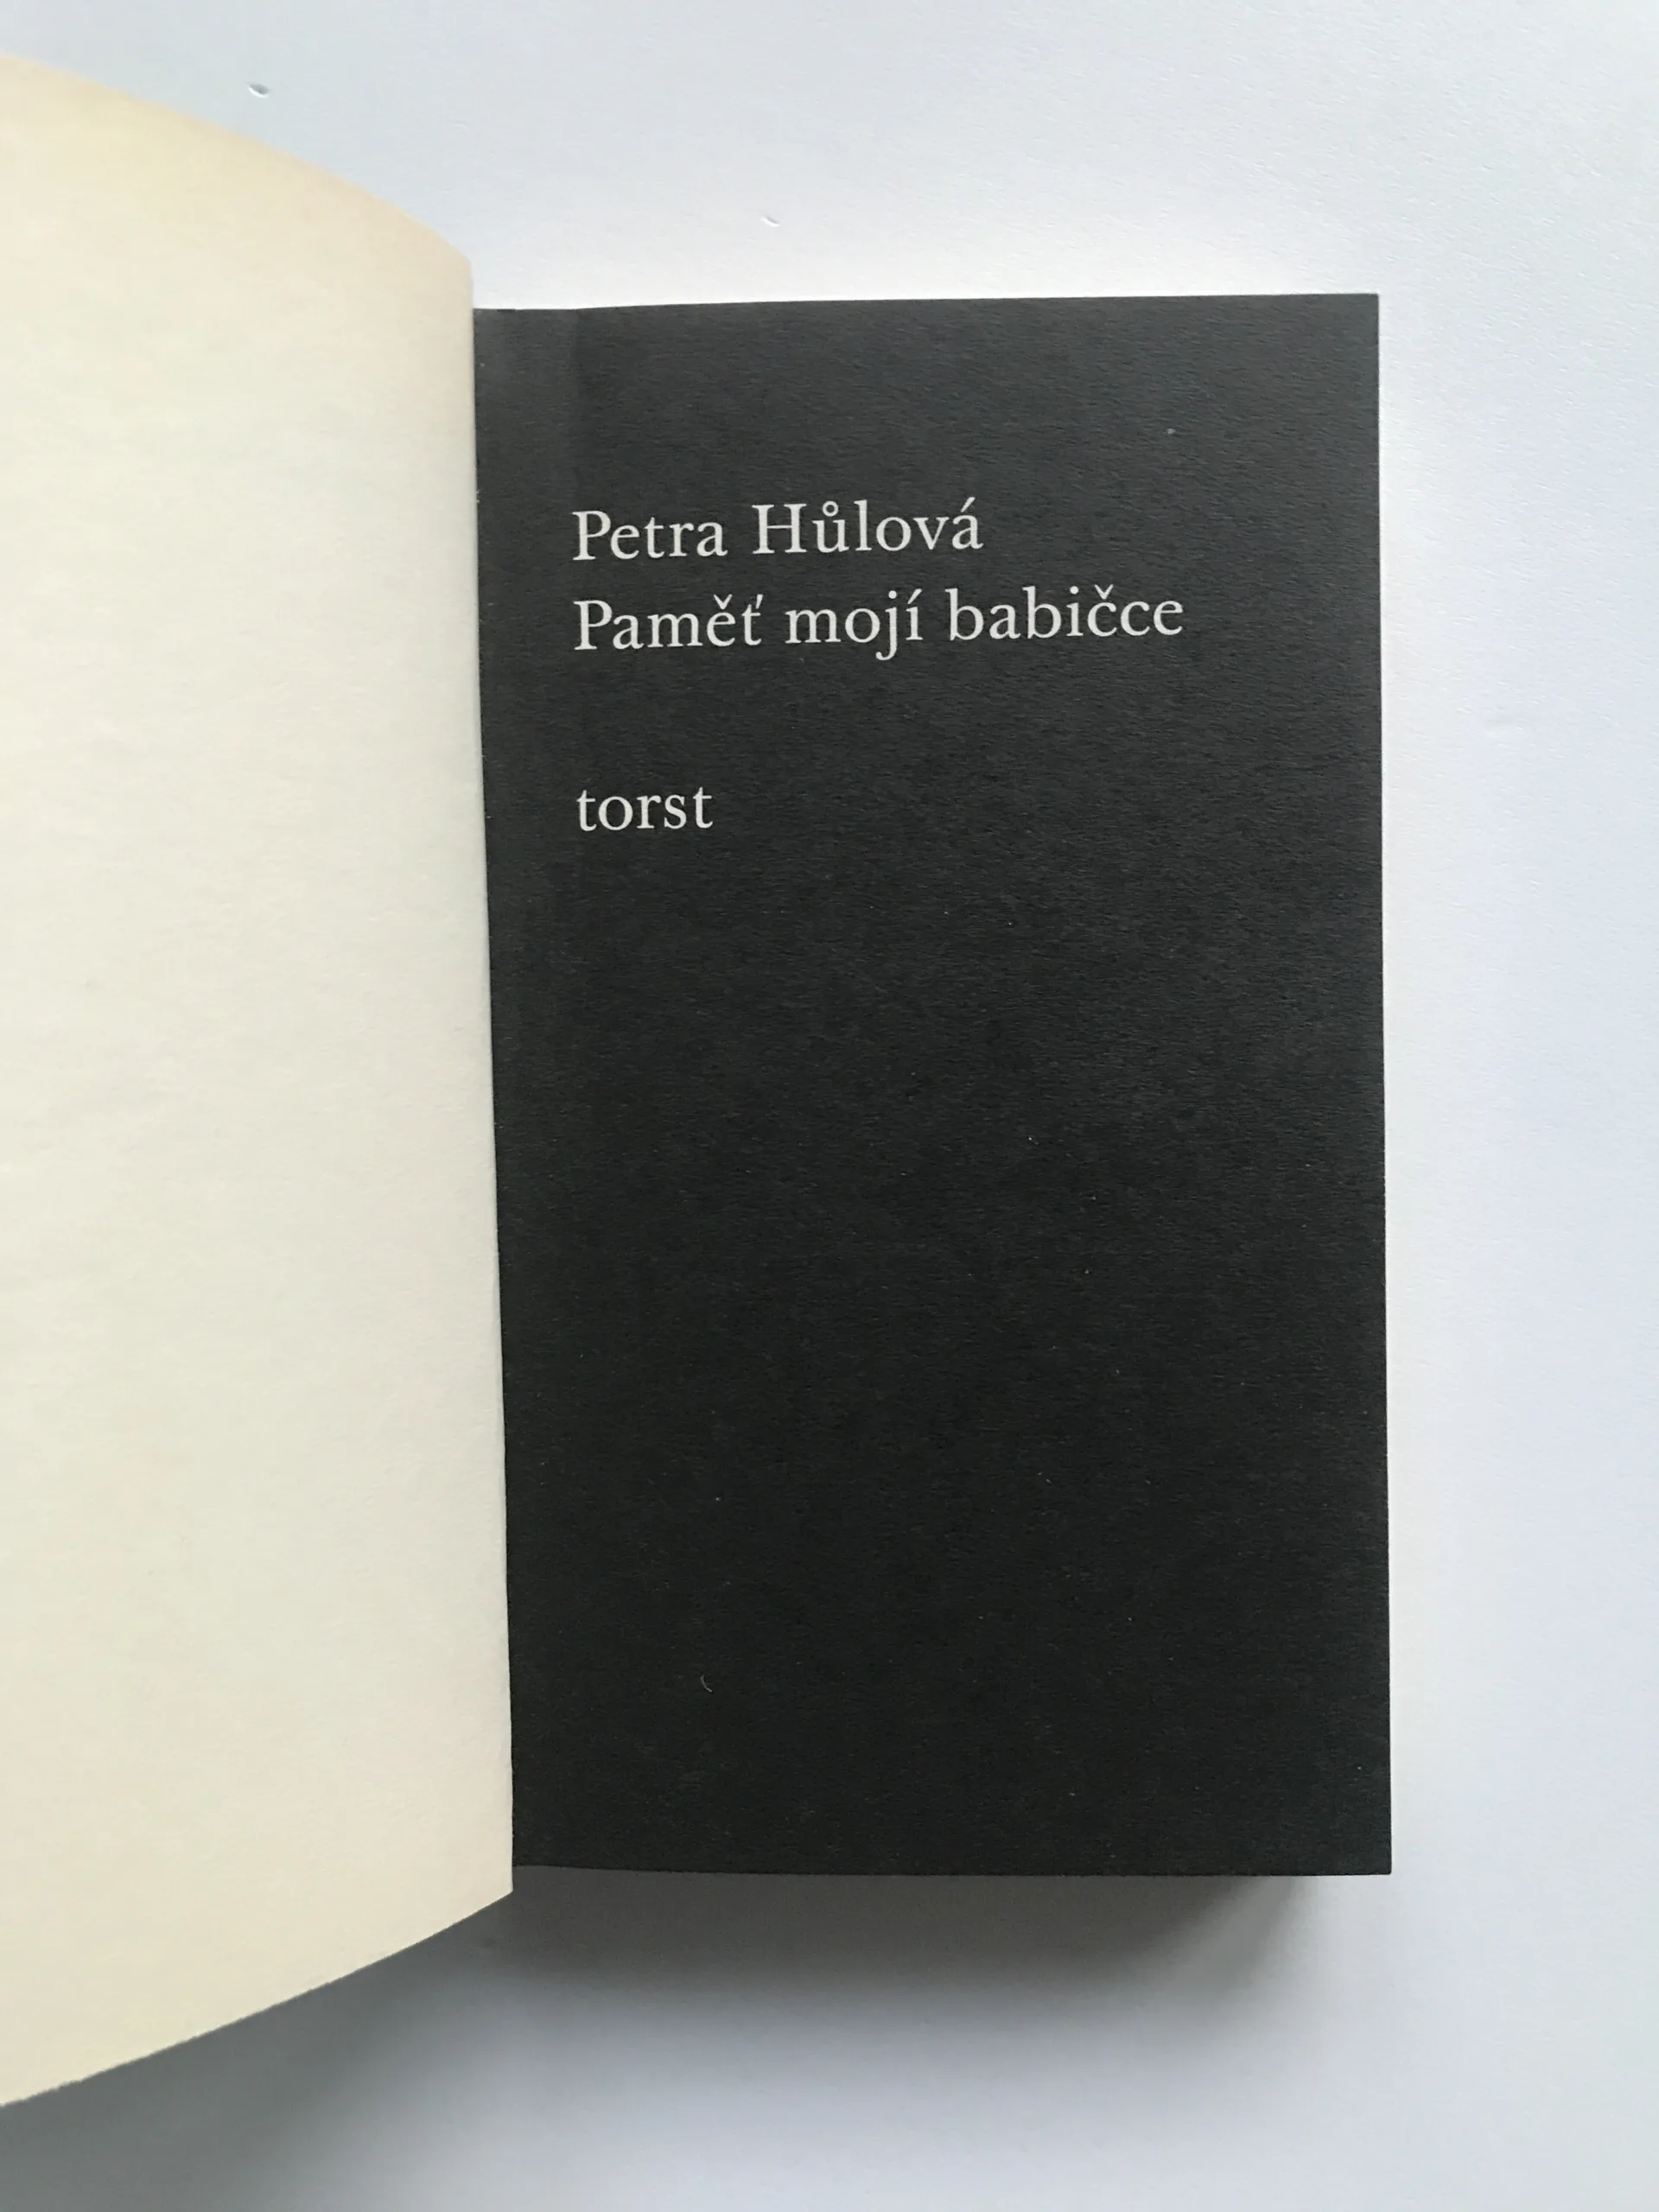 Petra Hůlová
Paměť mojí babičce
torst